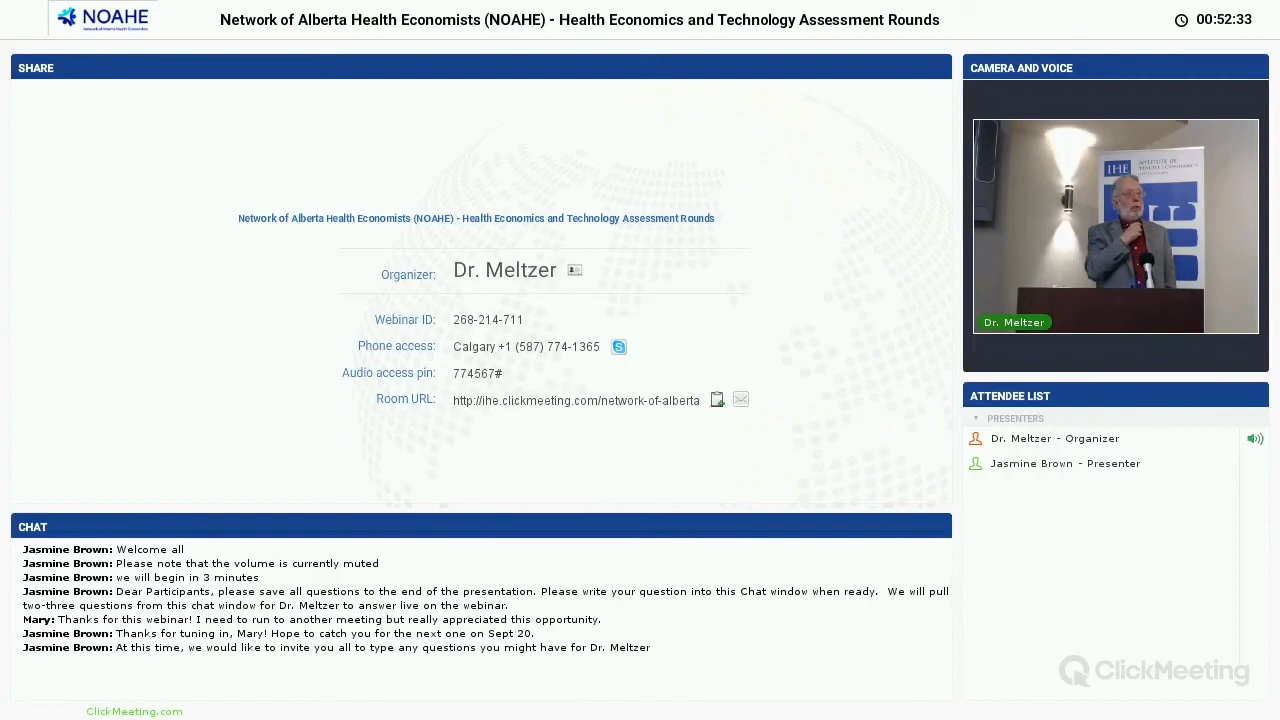 NOAHE
Network of Alberta Health Economists
Network of Alberta Health Economists (NOAHE) - Health Economics and Technology Assessment Rounds
00:52:33
SHARE
CAMERA AND VOICE
IHE
INSTITUTE OF
HEALTH ECONOMICS
Dr. Meltzer
Network of Alberta Health Economists (NOAHE) - Health Economics and Technology Assessment Rounds
Organizer: Dr. Meltzer
Webinar ID: 268-214-711
Phone access: Calgary +1 (587) 774-1365
Audio access pin: 774567#
Room URL: http://ihe.clickmeeting.com/network-of-alberta
ATTENDEE LIST
PRESENTERS
Dr. Meltzer - Organizer
Jasmine Brown - Presenter
CHAT
Jasmine Brown: Welcome all
Jasmine Brown: Please note that the volume is currently muted
Jasmine Brown: we will begin in 3 minutes
Jasmine Brown: Dear Participants, please save all questions to the end of the presentation. Please write your question into this Chat window when ready. We will pull
two-three questions from this chat window for Dr. Meltzer to answer live on the webinar.
Mary: Thanks for this webinar! I need to run to another meeting but really appreciated this opportunity.
Jasmine Brown: Thanks for tuning in, Mary! Hope to catch you for the next one on Sept 20.
Jasmine Brown: At this time, we would like to invite you all to type any questions you might have for Dr. Meltzer
ClickMeeting
ClickMeeting.com